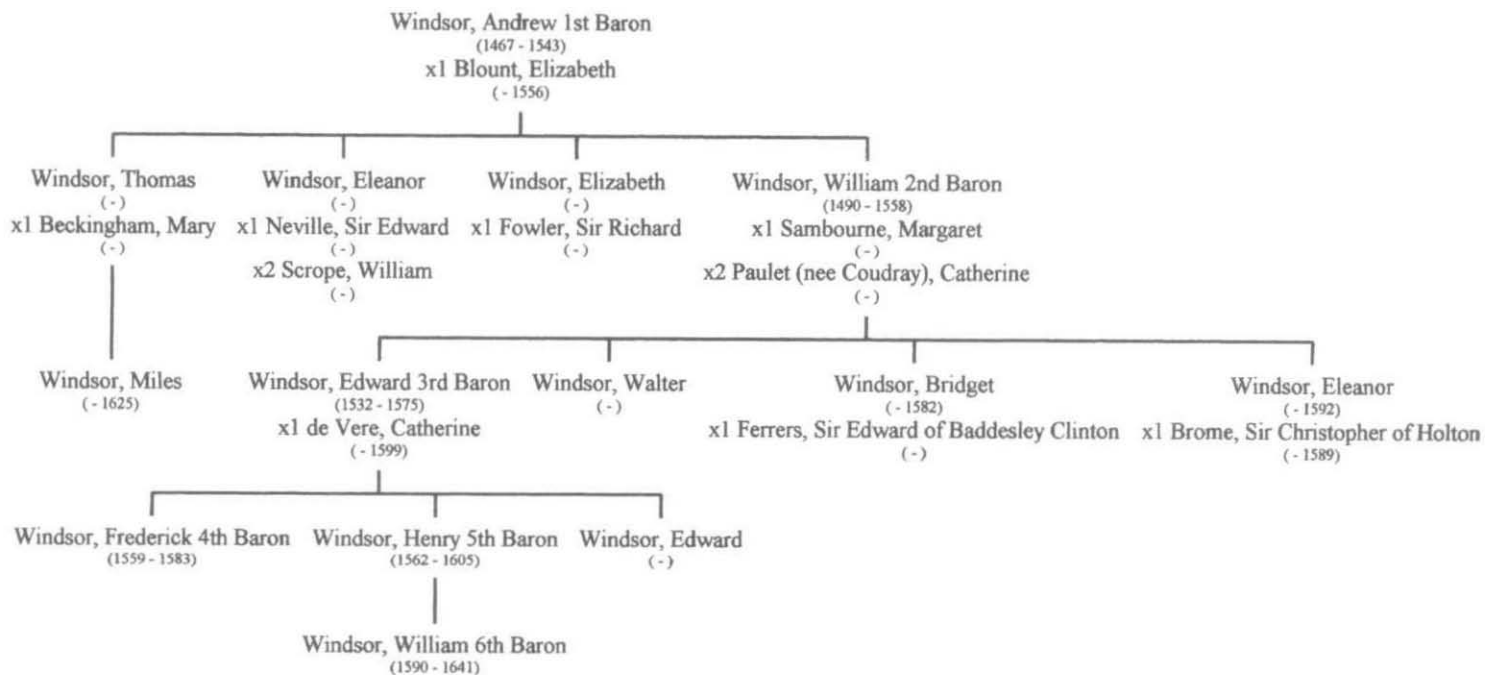 Windsor, Andrew 1st Baron
(1467 - 1543)
x1 Blount, Elizabeth
( - 1556)
Windsor, Thomas
( - )
x1 Beckingham, Mary
( - )
Windsor, Eleanor
( - )
x1 Neville, Sir Edward
( - )
x2 Scrope, William
( - )
Windsor, Elizabeth
( - )
x1 Fowler, Sir Richard
( - )
Windsor, William 2nd Baron
(1490 - 1558)
x1 Sambourne, Margaret
( - )
x2 Paulet (nee Coudray), Catherine
( - )
Windsor, Miles
( - 1625)
Windsor, Edward 3rd Baron
(1532 - 1575)
x1 de Vere, Catherine
( - 1599)
Windsor, Walter
( - )
Windsor, Bridget
( - 1582)
x1 Ferrers, Sir Edward of Baddesley Clinton
( - )
Windsor, Eleanor
( - 1592)
x1 Brome, Sir Christopher of Holton
( - 1589)
Windsor, Frederick 4th Baron
(1559 - 1583)
Windsor, Henry 5th Baron
(1562 - 1605)
Windsor, Edward
( - )
Windsor, William 6th Baron
(1590 - 1641)